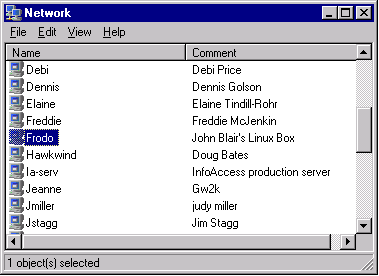 Network
File Edit View Help
Name Comment
Debi Debi Price
Dennis Dennis Golson
Elaine Elaine Tindill-Rohr
Freddie Freddie McJenkin
Frodo John Blair's Linux Box
Hawkwind Doug Bates
Ia-serv InfoAccess production server
Jeanne Gw2k
Jmiller judy miller
Jstagg Jim Stagg
1 object(s) selected